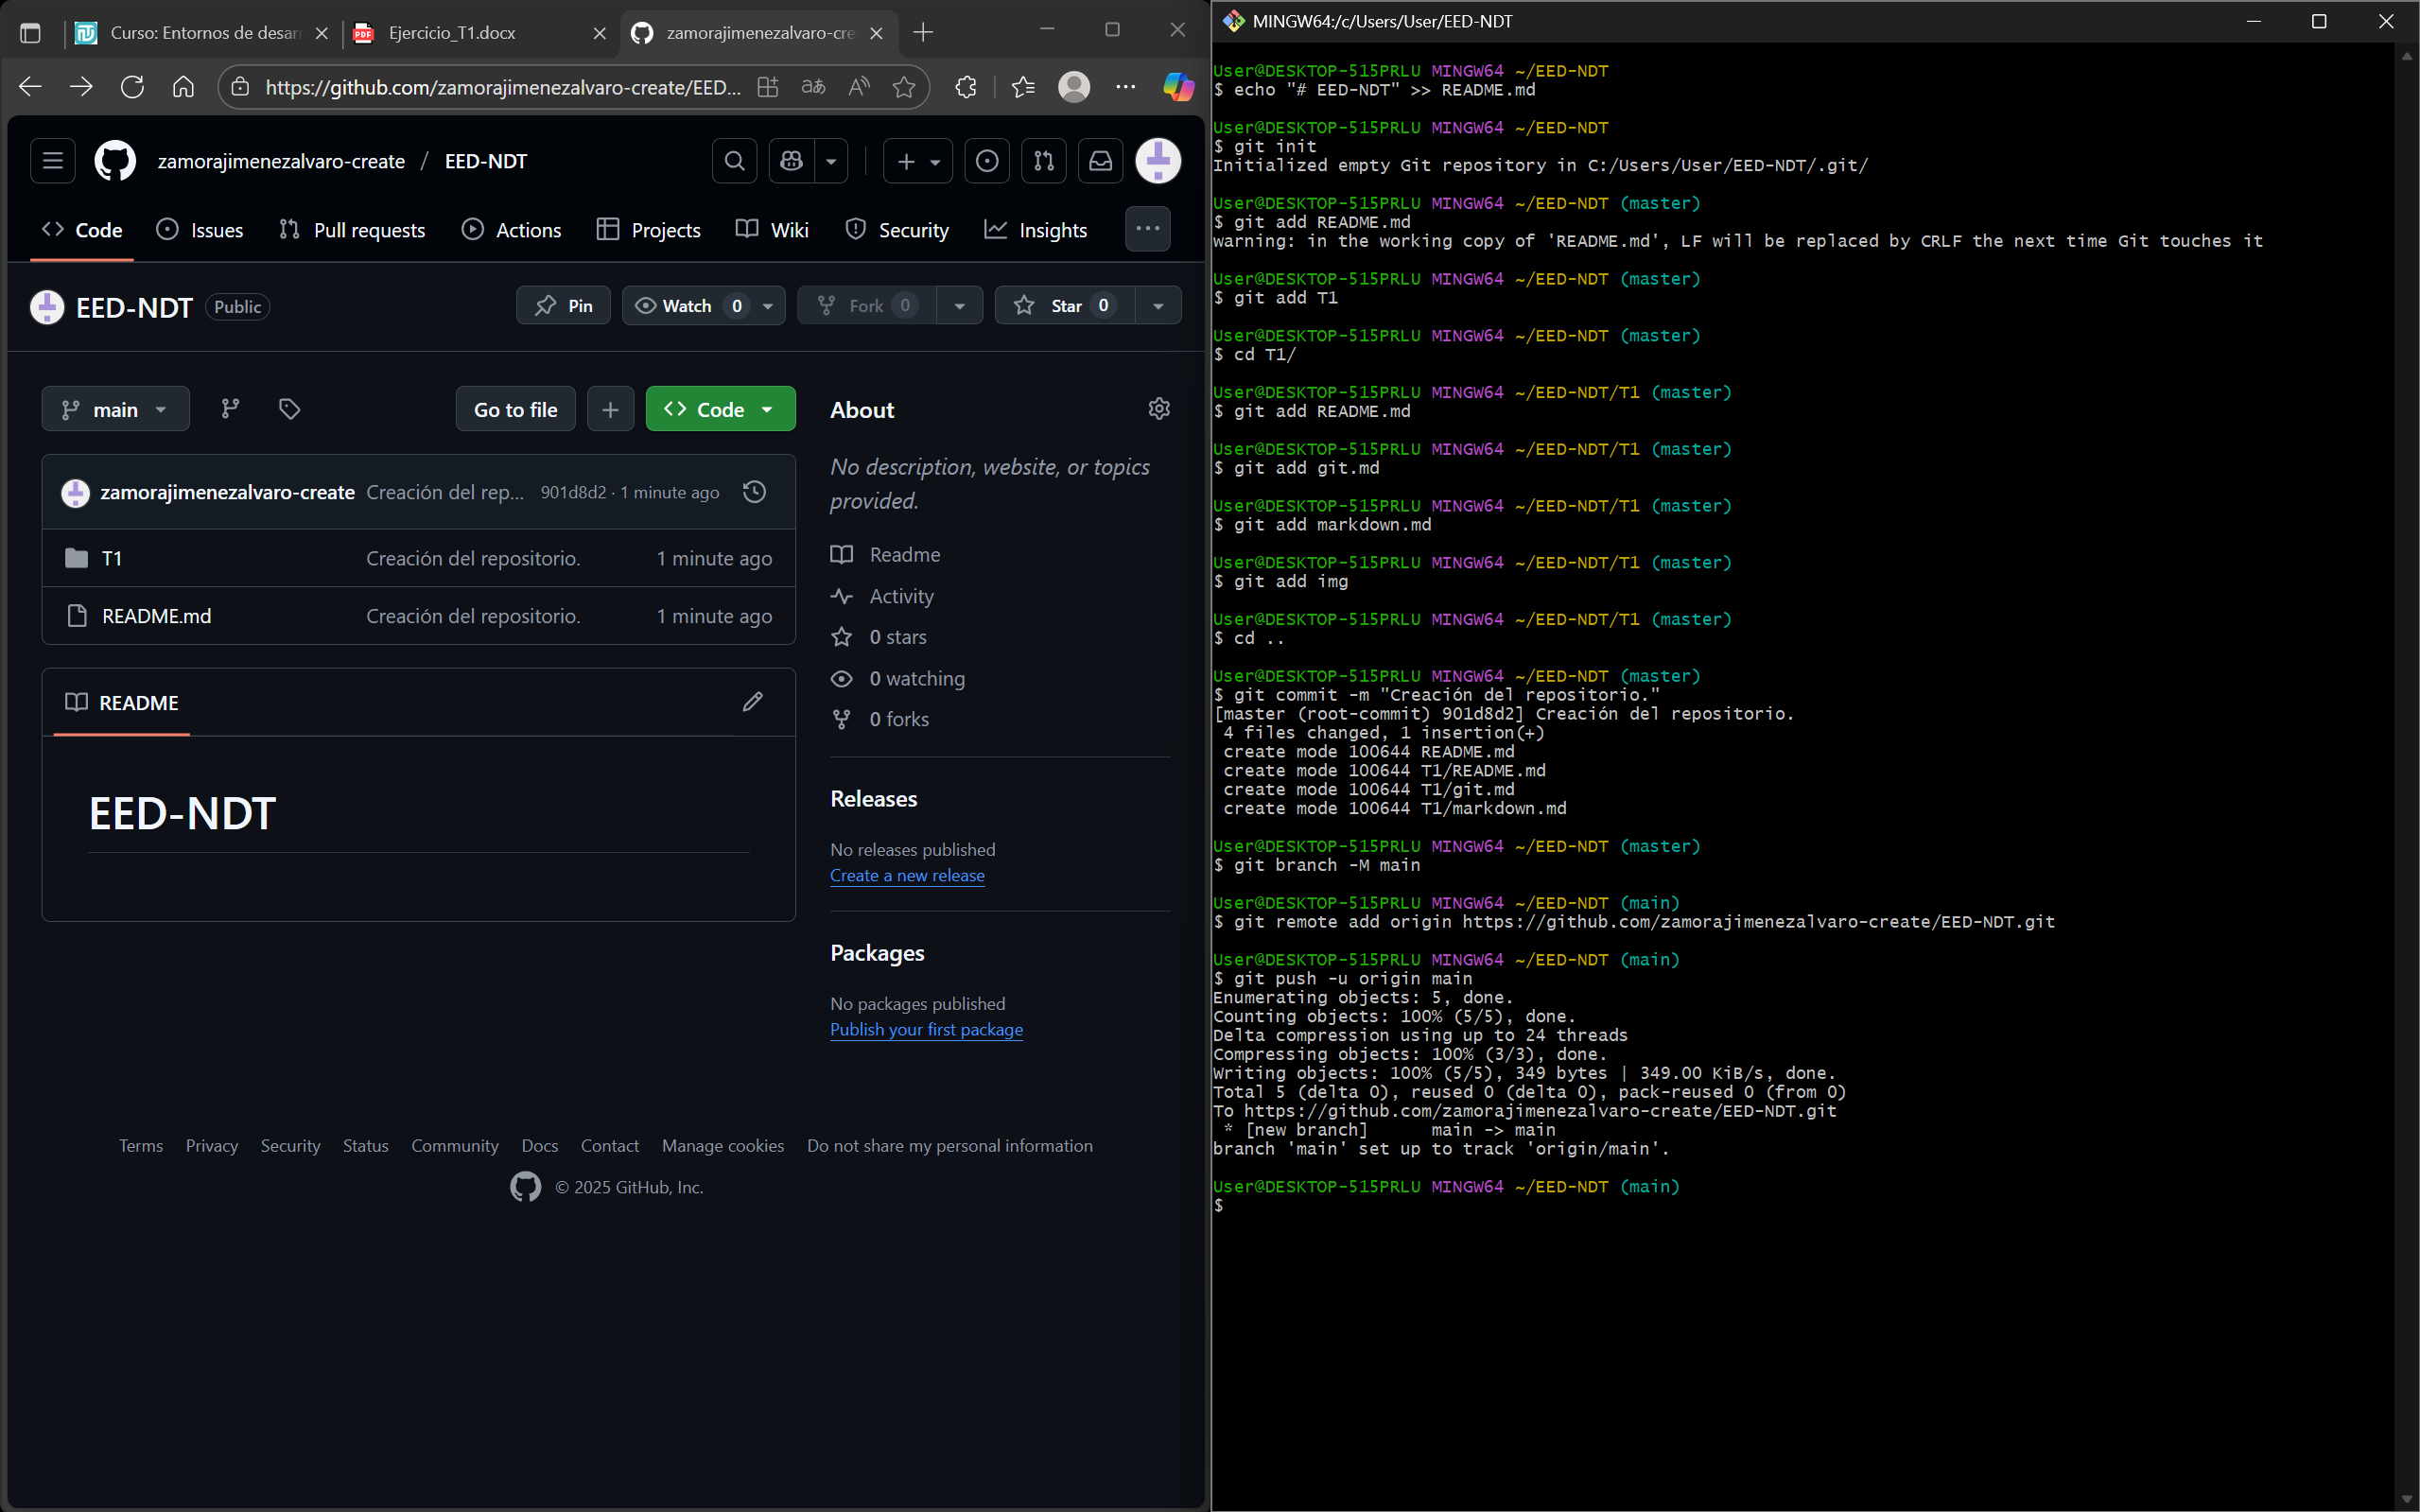 Curso: Entornos de desar
Ejercicio_T1.docx
zamorajimenezalvaro-cre
https://github.com/zamorajimenezalvaro-create/EED...
zamorajimenezalvaro-create / EED-NDT
Code Issues Pull requests Actions Projects Wiki Security Insights
EED-NDT Public
Pin Watch 0 Fork 0 Star 0
main Go to file Code
zamorajimenezalvaro-create Creación del rep... 901d8d2 · 1 minute ago
T1 Creación del repositorio. 1 minute ago
README.md Creación del repositorio. 1 minute ago
README
EED-NDT
About
No description, website, or topics
provided.
Readme
Activity
0 stars
0 watching
0 forks
Releases
No releases published
Create a new release
Packages
No packages published
Publish your first package
Terms Privacy Security Status Community Docs Contact Manage cookies Do not share my personal information
© 2025 GitHub, Inc.
MINGW64:/c/Users/User/EED-NDT
User@DESKTOP-515PRLU MINGW64 ~/EED-NDT
$ echo "# EED-NDT" >> README.md
User@DESKTOP-515PRLU MINGW64 ~/EED-NDT
$ git init
Initialized empty Git repository in C:/Users/User/EED-NDT/.git/
User@DESKTOP-515PRLU MINGW64 ~/EED-NDT (master)
$ git add README.md
warning: in the working copy of 'README.md', LF will be replaced by CRLF the next time Git touches it
User@DESKTOP-515PRLU MINGW64 ~/EED-NDT (master)
$ git add T1
User@DESKTOP-515PRLU MINGW64 ~/EED-NDT (master)
$ cd T1/
User@DESKTOP-515PRLU MINGW64 ~/EED-NDT/T1 (master)
$ git add README.md
User@DESKTOP-515PRLU MINGW64 ~/EED-NDT/T1 (master)
$ git add git.md
User@DESKTOP-515PRLU MINGW64 ~/EED-NDT/T1 (master)
$ git add markdown.md
User@DESKTOP-515PRLU MINGW64 ~/EED-NDT/T1 (master)
$ git add img
User@DESKTOP-515PRLU MINGW64 ~/EED-NDT/T1 (master)
$ cd ..
User@DESKTOP-515PRLU MINGW64 ~/EED-NDT (master)
$ git commit -m "Creación del repositorio."
[master (root-commit) 901d8d2] Creación del repositorio.
4 files changed, 1 insertion(+)
create mode 100644 README.md
create mode 100644 T1/README.md
create mode 100644 T1/git.md
create mode 100644 T1/markdown.md
User@DESKTOP-515PRLU MINGW64 ~/EED-NDT (master)
$ git branch -M main
User@DESKTOP-515PRLU MINGW64 ~/EED-NDT (main)
$ git remote add origin https://github.com/zamorajimenezalvaro-create/EED-NDT.git
User@DESKTOP-515PRLU MINGW64 ~/EED-NDT (main)
$ git push -u origin main
Enumerating objects: 5, done.
Counting objects: 100% (5/5), done.
Delta compression using up to 24 threads
Compressing objects: 100% (3/3), done.
Writing objects: 100% (5/5), 349 bytes | 349.00 KiB/s, done.
Total 5 (delta 0), reused 0 (delta 0), pack-reused 0 (from 0)
To https://github.com/zamorajimenezalvaro-create/EED-NDT.git
* [new branch] main -> main
branch 'main' set up to track 'origin/main'.
User@DESKTOP-515PRLU MINGW64 ~/EED-NDT (main)
$